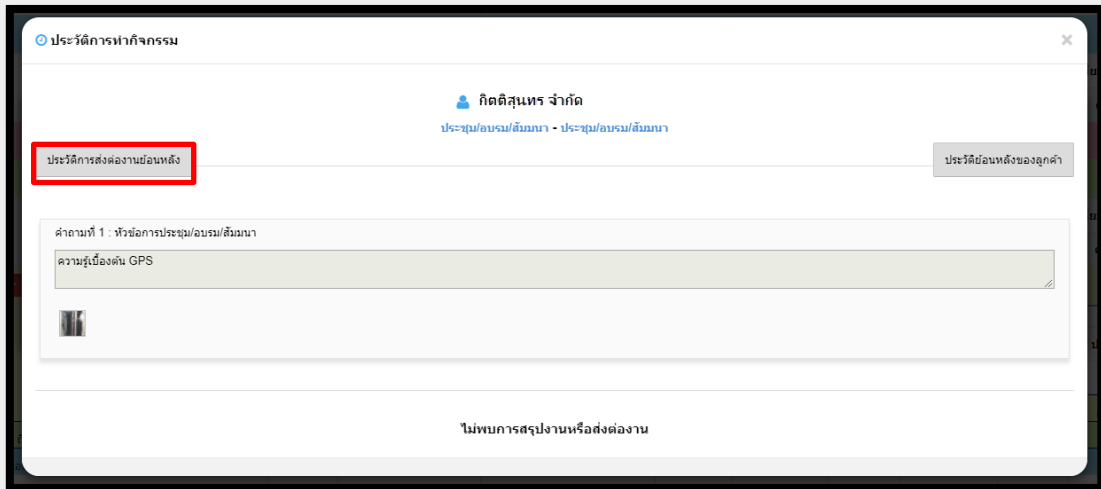 ประวัติการทำกิจกรรม
กิตติสุนทร จำกัด
ประชุม/อบรม/สัมมนา - ประชุม/อบรม/สัมมนา
ประวัติการส่งต่องานย้อนหลัง
ประวัติย้อนหลังของลูกค้า
คำถามที่ 1 : หัวข้อการประชุม/อบรม/สัมมนา
ความรู้เบื้องต้น GPS
ไม่พบการสรุปงานหรือส่งต่องาน